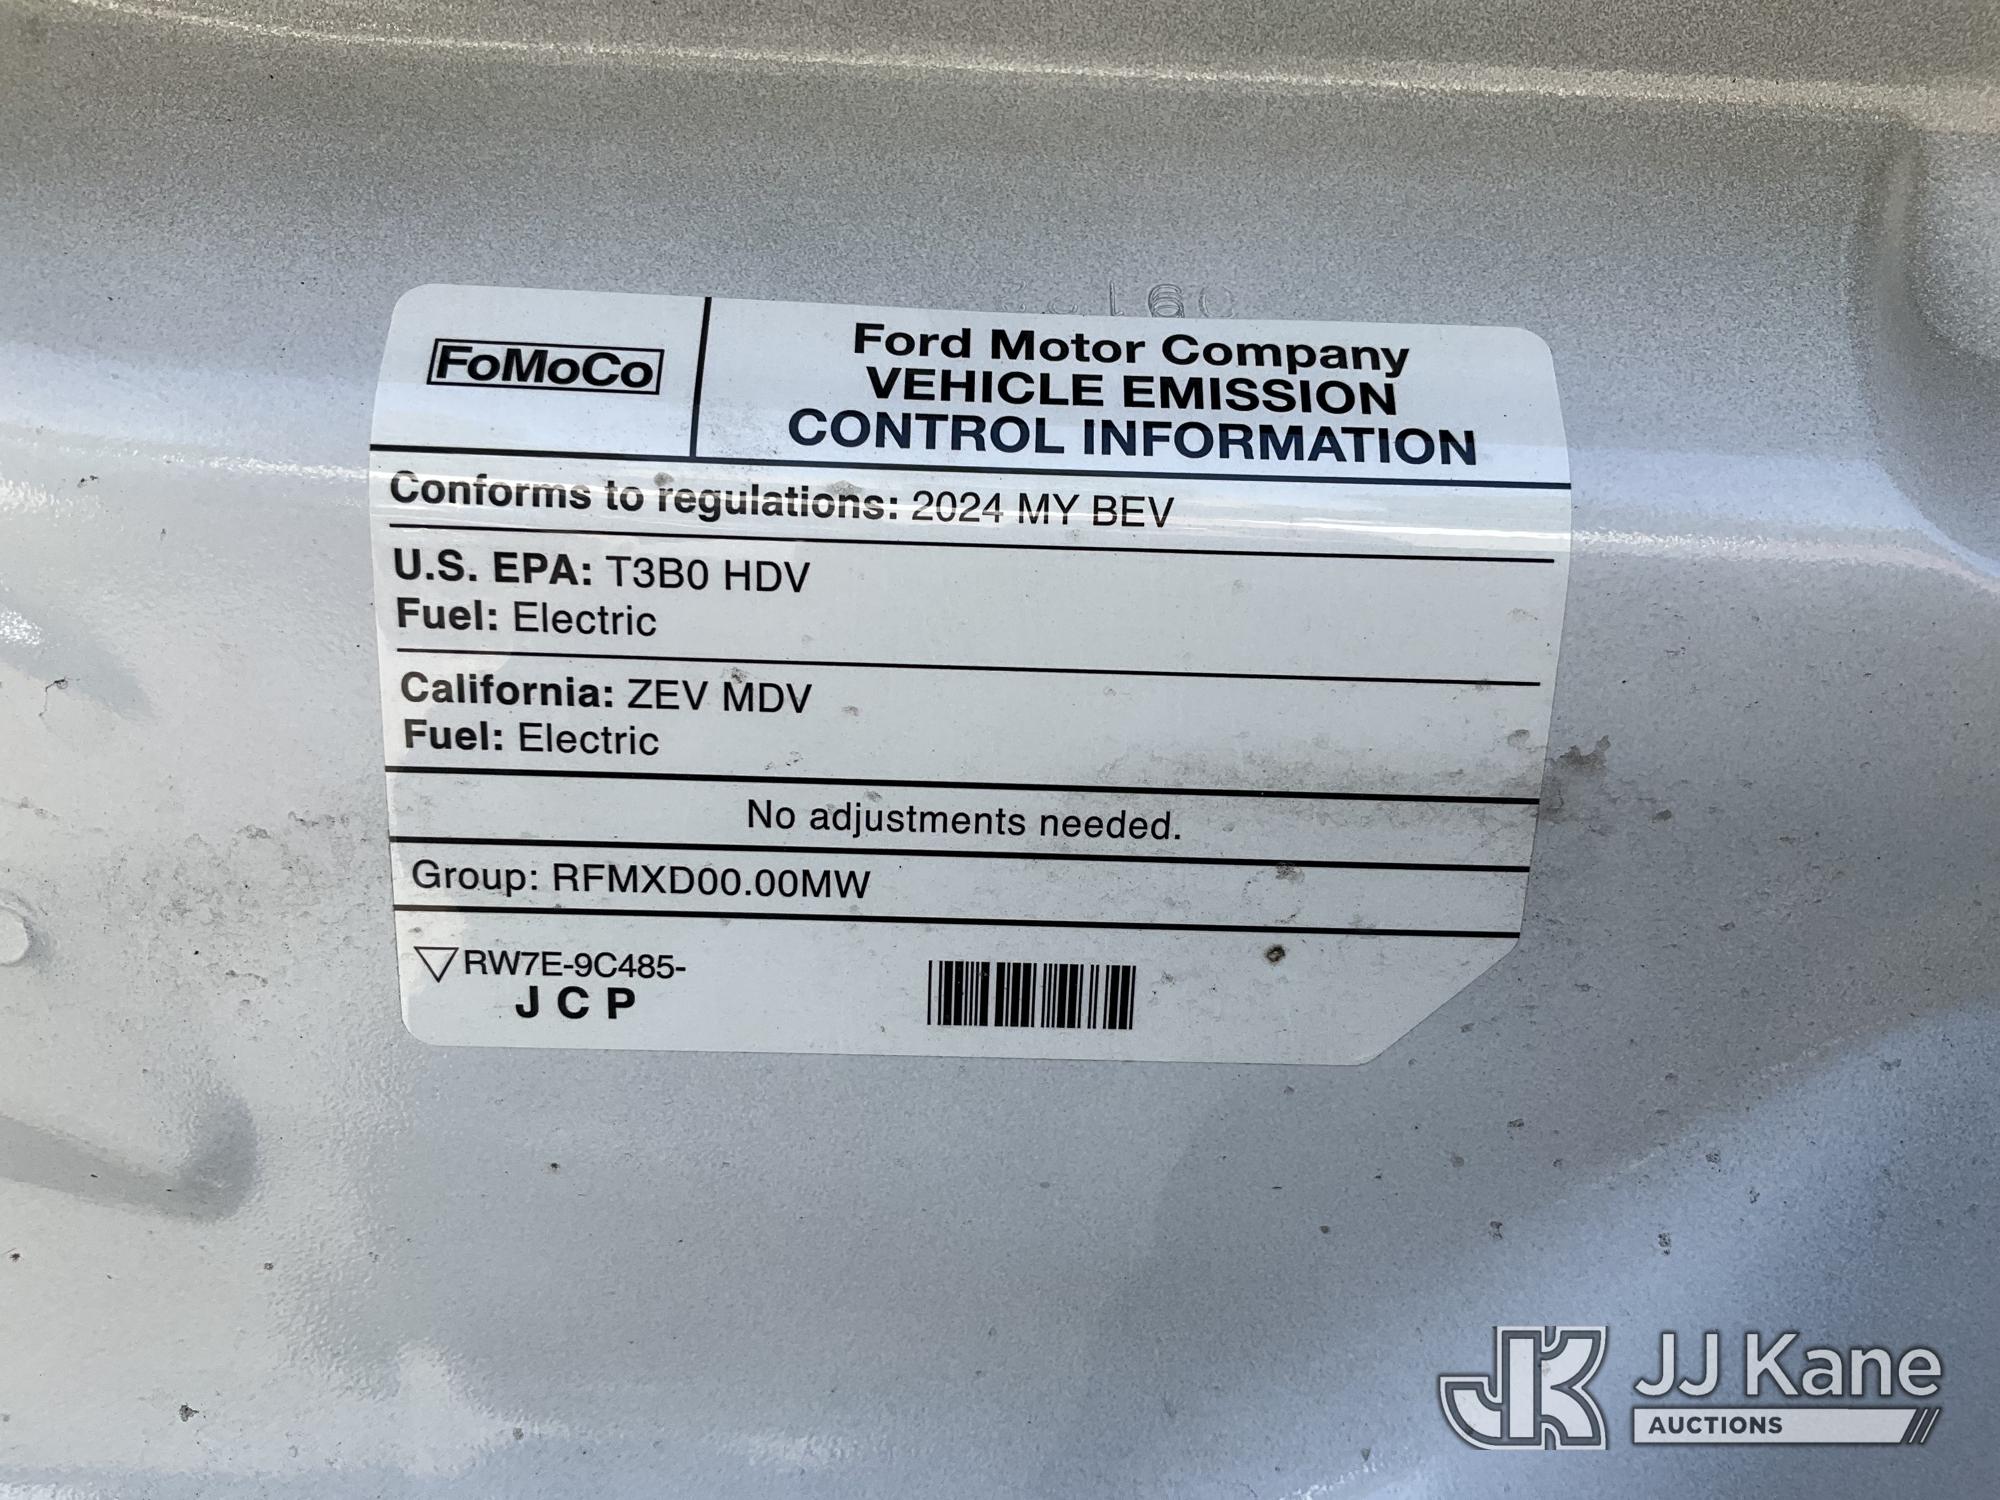 FoMoCo
Ford Motor Company
VEHICLE EMISSION
CONTROL INFORMATION
Conforms to regulations: 2024 MY BEV
U.S. EPA: T3B0 HDV
Fuel: Electric
California: ZEV MDV
Fuel: Electric
No adjustments needed.
Group: RFMXD00.00MW
RW7E-9C485-
J C P
JK JJ Kane
AUCTIONS